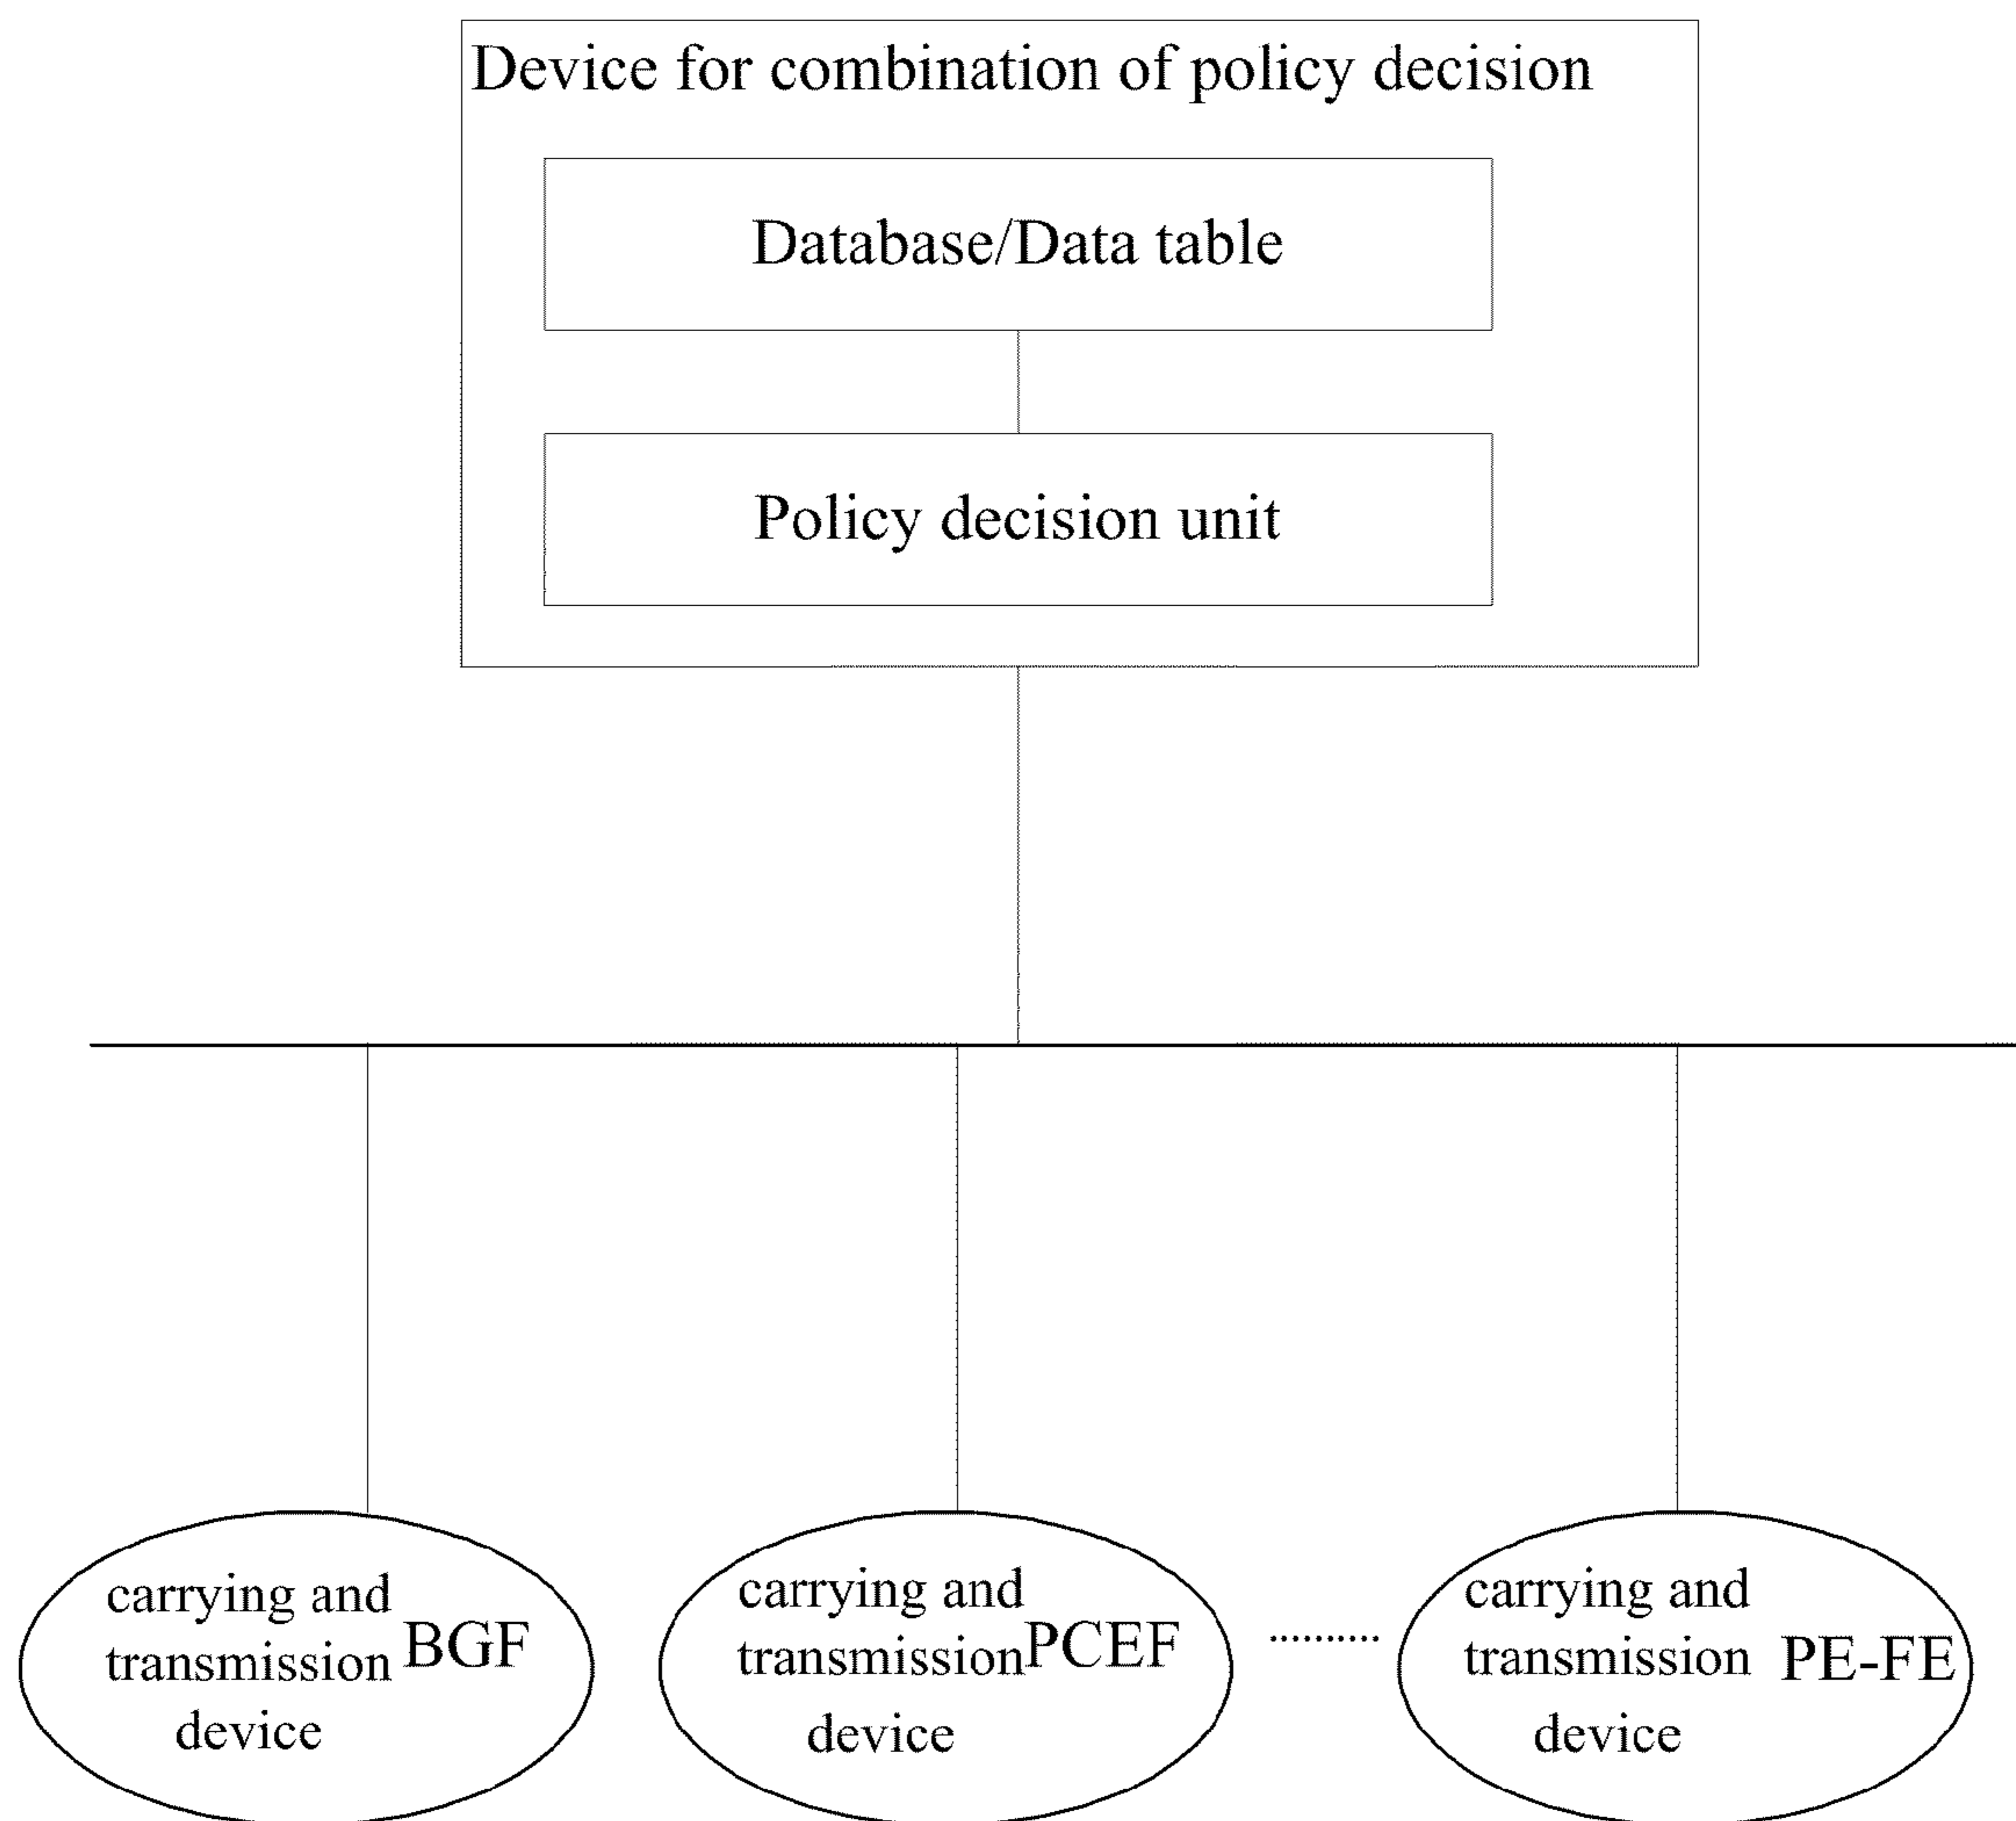 Device for combination of policy decision
Database/Data table
Policy decision unit
carrying and
transmission BGF
device
carrying and
transmission PCEF
device
..........
carrying and
transmission PE-FE
device